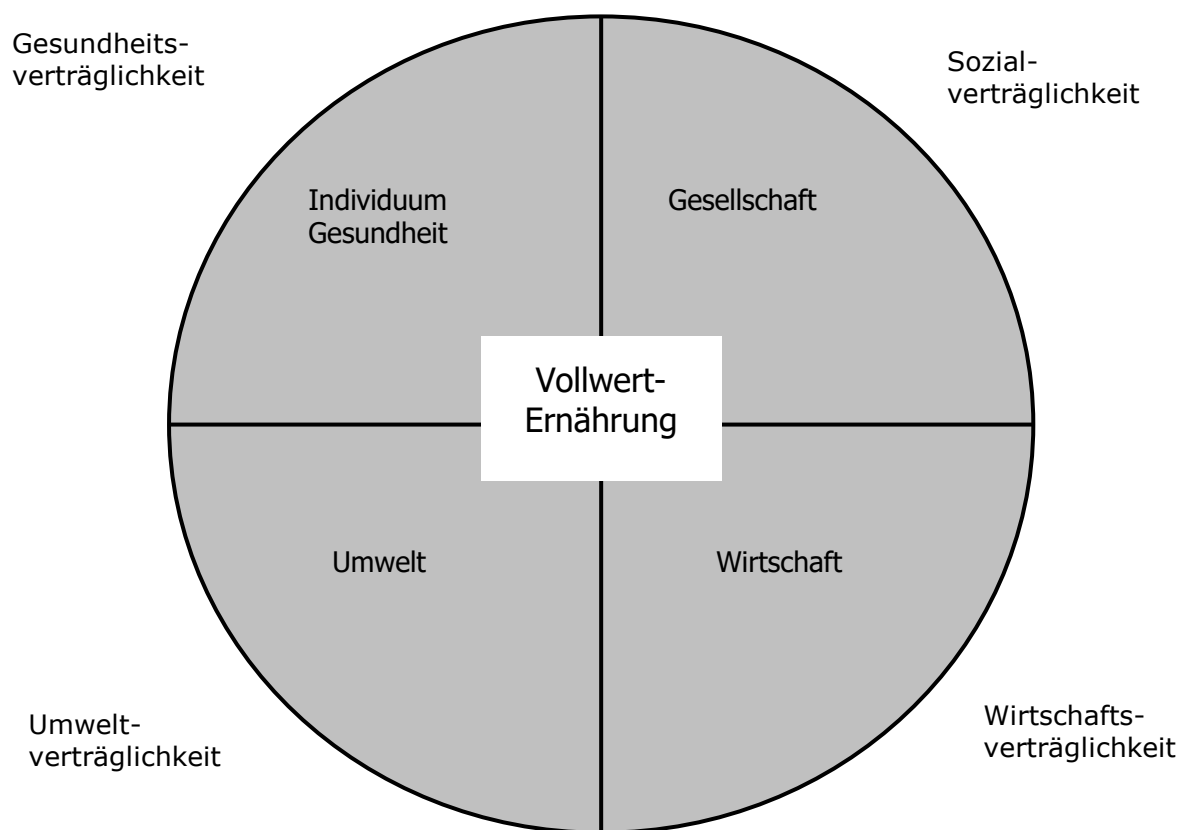 Gesundheits-
verträglichkeit
Sozial-
verträglichkeit
Individuum
Gesundheit
Gesellschaft
Vollwert-
Ernährung
Umwelt
Wirtschaft
Umwelt-
verträglichkeit
Wirtschafts-
verträglichkeit